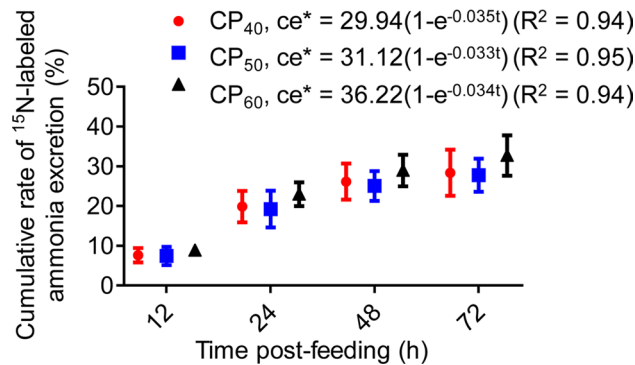 CP₄₀, ce* = 29.94(1-e⁻⁰·⁰³⁵ᵗ) (R² = 0.94)
CP₅₀, ce* = 31.12(1-e⁻⁰·⁰³³ᵗ) (R² = 0.95)
CP₆₀, ce* = 36.22(1-e⁻⁰·⁰³⁴ᵗ) (R² = 0.94)
Cumulative rate of ¹⁵N-labeled
ammonia excretion (%)
50
40
30
20
10
0
12 24 48 72
Time post-feeding (h)